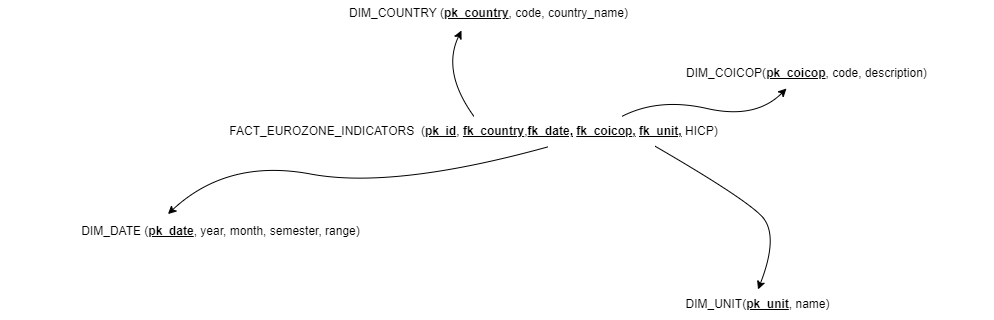 DIM_COUNTRY (pk_country, code, country_name)
DIM_COICOP(pk_coicop, code, description)
FACT_EUROZONE_INDICATORS (pk_id, fk_country,fk_date, fk_coicop, fk_unit, HICP)
DIM_DATE (pk_date, year, month, semester, range)
DIM_UNIT(pk_unit, name)